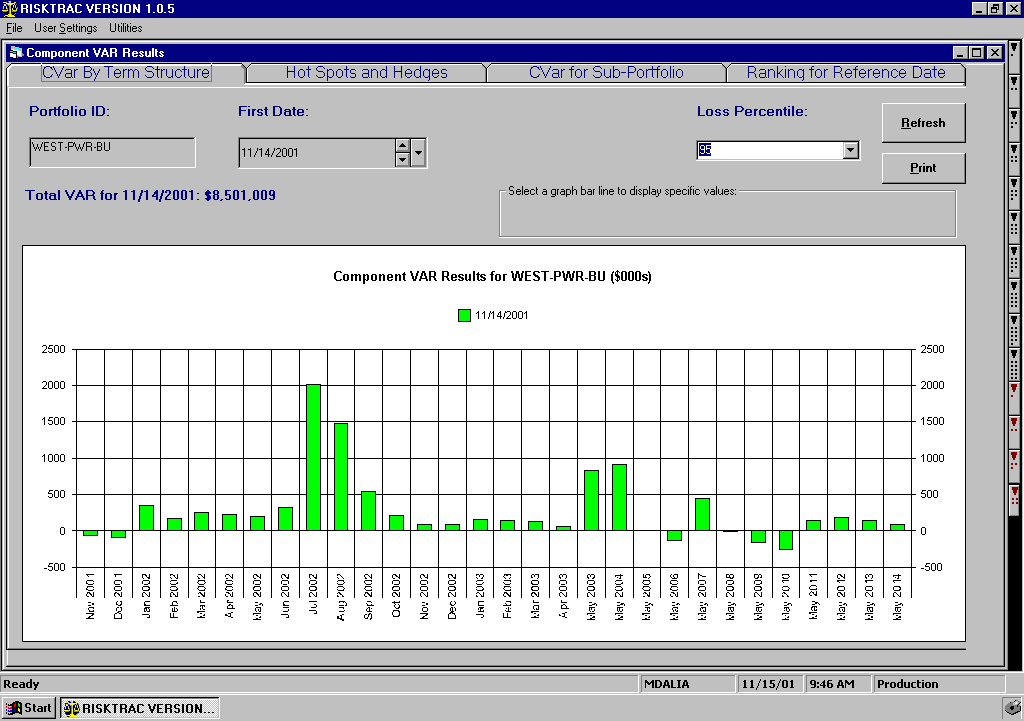 RISKTRAC VERSION 1.0.5
File User Settings Utilities
Component VAR Results
CVar By Term Structure Hot Spots and Hedges CVar for Sub-Portfolio Ranking for Reference Date
Portfolio ID: First Date: Loss Percentile:
WEST-PWR-BU 11/14/2001 95 Refresh
Print
Total VAR for 11/14/2001: $8,501,009
Select a graph bar line to display specific values:
Component VAR Results for WEST-PWR-BU ($000s)
11/14/2001
2500 2500
2000 2000
1500 1500
1000 1000
500 500
0 0
-500 -500
Nov 2001 Dec 2001 Jan 2002 Feb 2002 Mar 2002 Apr 2002 May 2002 Jun 2002 Jul 2002 Aug 2002 Sep 2002 Oct 2002 Nov 2002 Dec 2002 Jan 2003 Feb 2003 Mar 2003 Apr 2003 May 2003 May 2004 May 2005 May 2006 May 2007 May 2008 May 2009 May 2010 May 2011 May 2012 May 2013 May 2014
Ready MDALIA 11/15/01 9:46 AM Production
Start RISKTRAC VERSION...